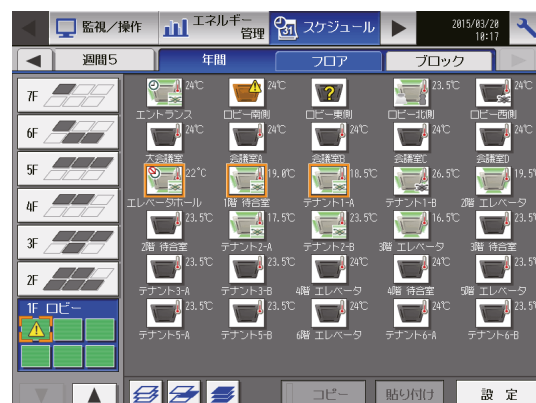 監視/操作
エネルギー
管理
31
スケジュール
2015/03/20
10:17
週間5
年間
フロア
ブロック
7F
6F
5F
4F
3F
2F
1F ロビー
24℃ 24℃ 23.5℃ 24℃
エントランス ロビー南側 ロビー東側 ロビー北側 ロビー西側
24℃ 24℃ 24℃ 24℃
大会議室 会議室A 会議室B 会議室C 会議室D
22℃ 19.0℃ 18.5℃ 26.5℃ 19.5
エレベータホール 1階 待合室 テナント1-A テナント1-B 2階 エレベータ
23.5℃ 17.5℃ 23.5℃ 16.5℃ 23.5
2階 待合室 テナント2-A テナント2-B 3階 エレベータ 3階 待合室
23.5℃ 23.5℃ 24℃ 24℃ 23.5
テナント3-A テナント3-B 4階 エレベータ 4階 待合室 5階 エレベータ
23.5℃ 23.5℃ 24℃ 24℃ 23.5
テナント5-A テナント5-B 6階 エレベータ テナント6-A テナント6-B
コピー
貼り付け
設 定